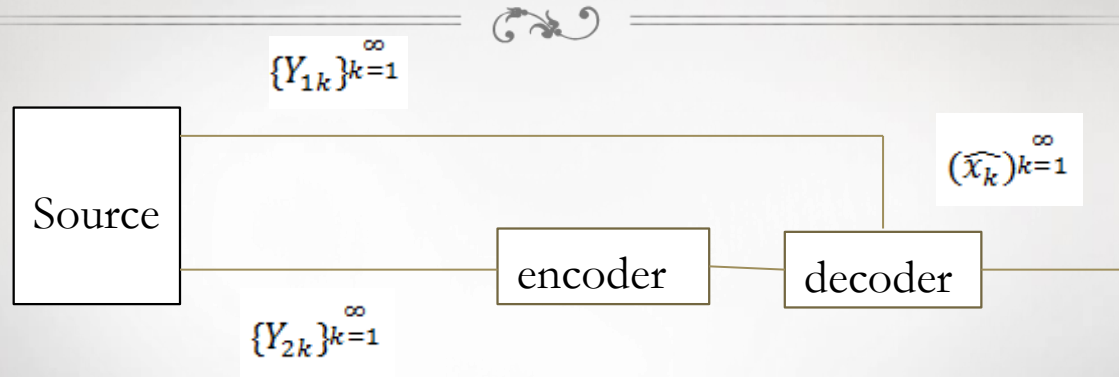 {Y₁ₖ}ₖ₌₁^∞
(x̂ₖ)ₖ₌₁^∞
Source
encoder
decoder
{Y₂ₖ}ₖ₌₁^∞